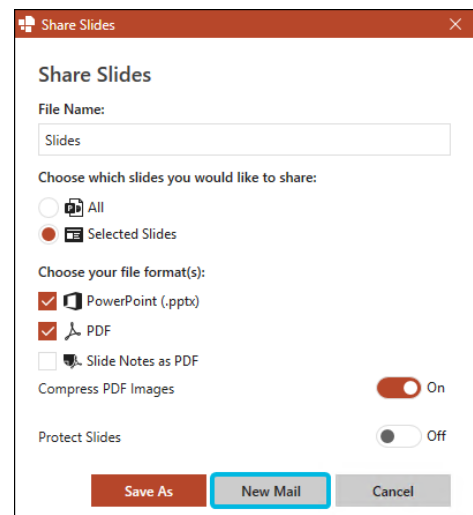 Share Slides
Share Slides
File Name:
Slides
Choose which slides you would like to share:
All
Selected Slides
Choose your file format(s):
PowerPoint (.pptx)
PDF
Slide Notes as PDF
Compress PDF Images On
Protect Slides Off
Save As New Mail Cancel